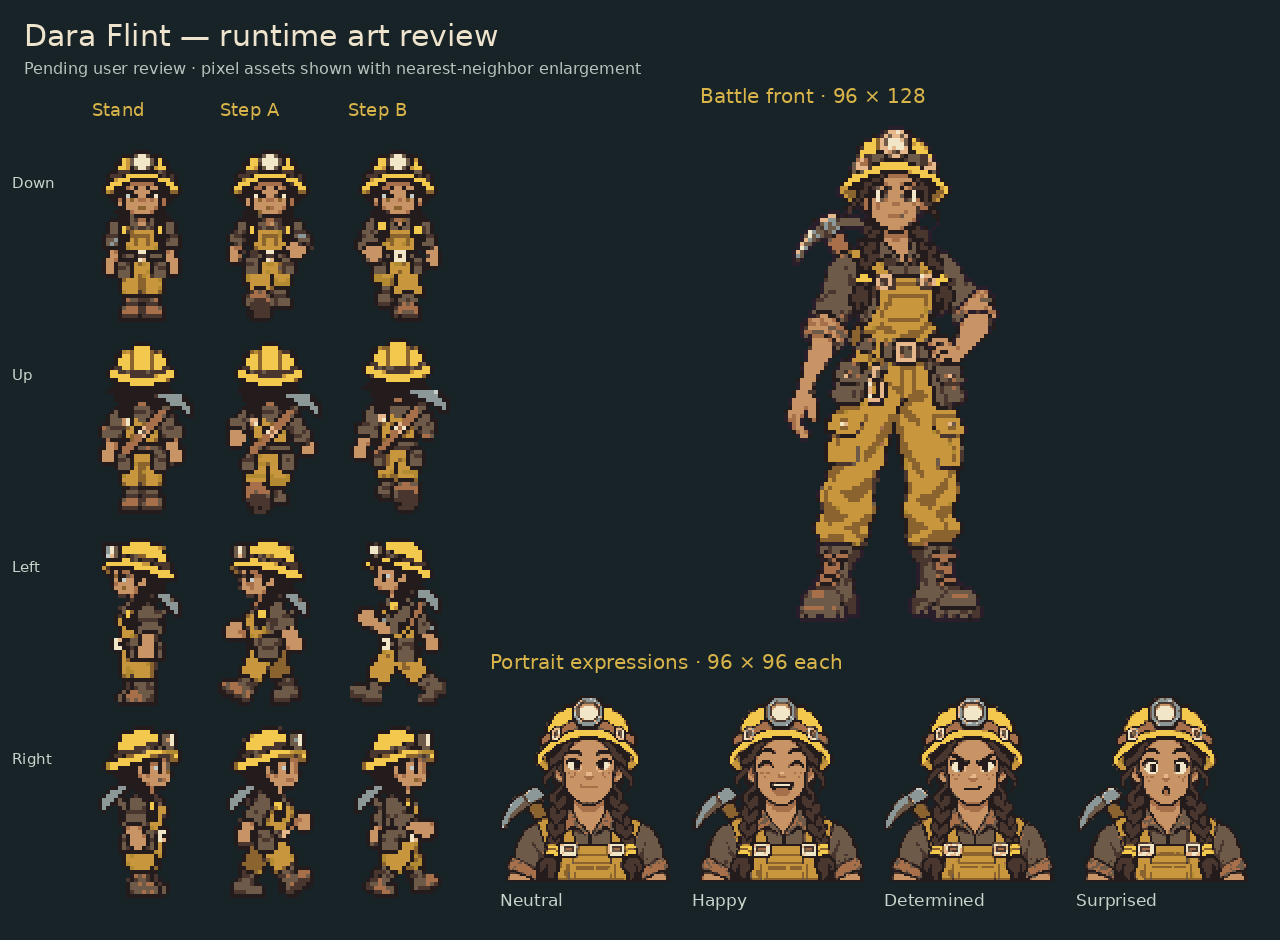 Dara Flint — runtime art review
Pending user review · pixel assets shown with nearest-neighbor enlargement
Battle front · 96 × 128
Stand
Step A
Step B
Down
Up
Left
Right
Portrait expressions · 96 × 96 each
Neutral
Happy
Determined
Surprised